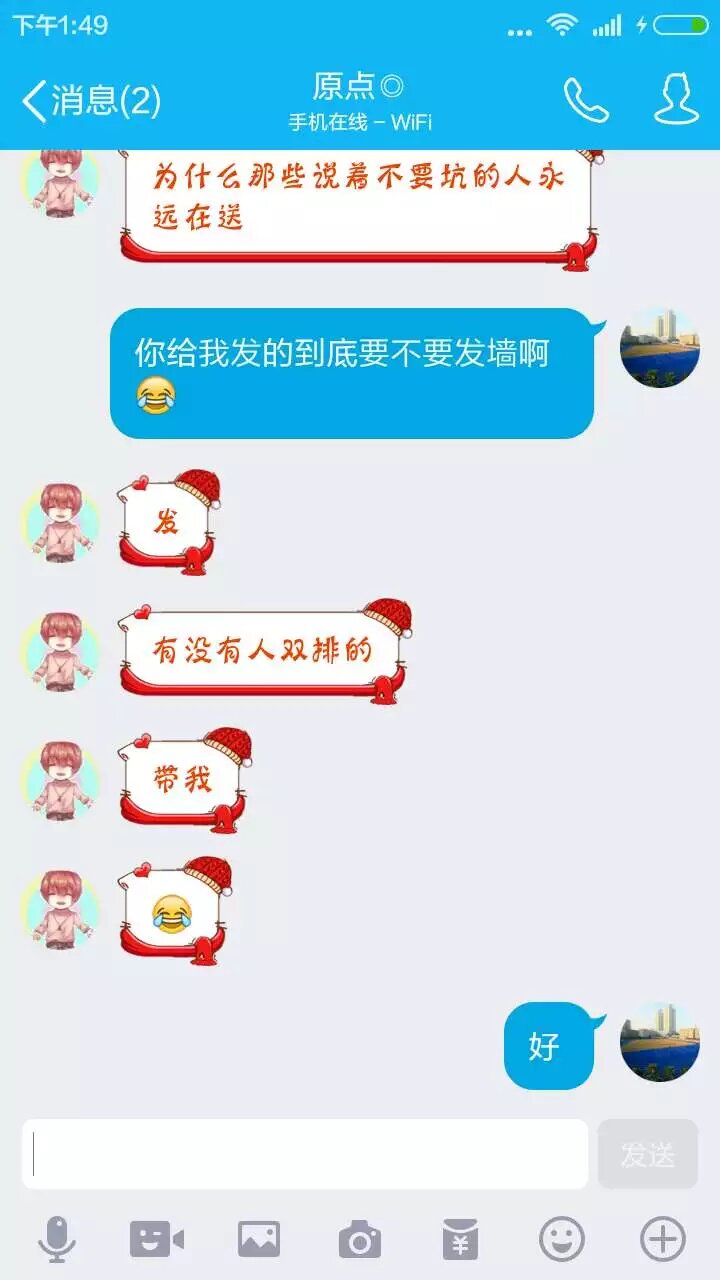 下午1:49
消息(2)
原点◎
手机在线 – WiFi
为什么那些说着不要坑的人永
远在送
你给我发的到底要不要发墙啊
😂
发
有没有人双排的
带我
😂
好
发送